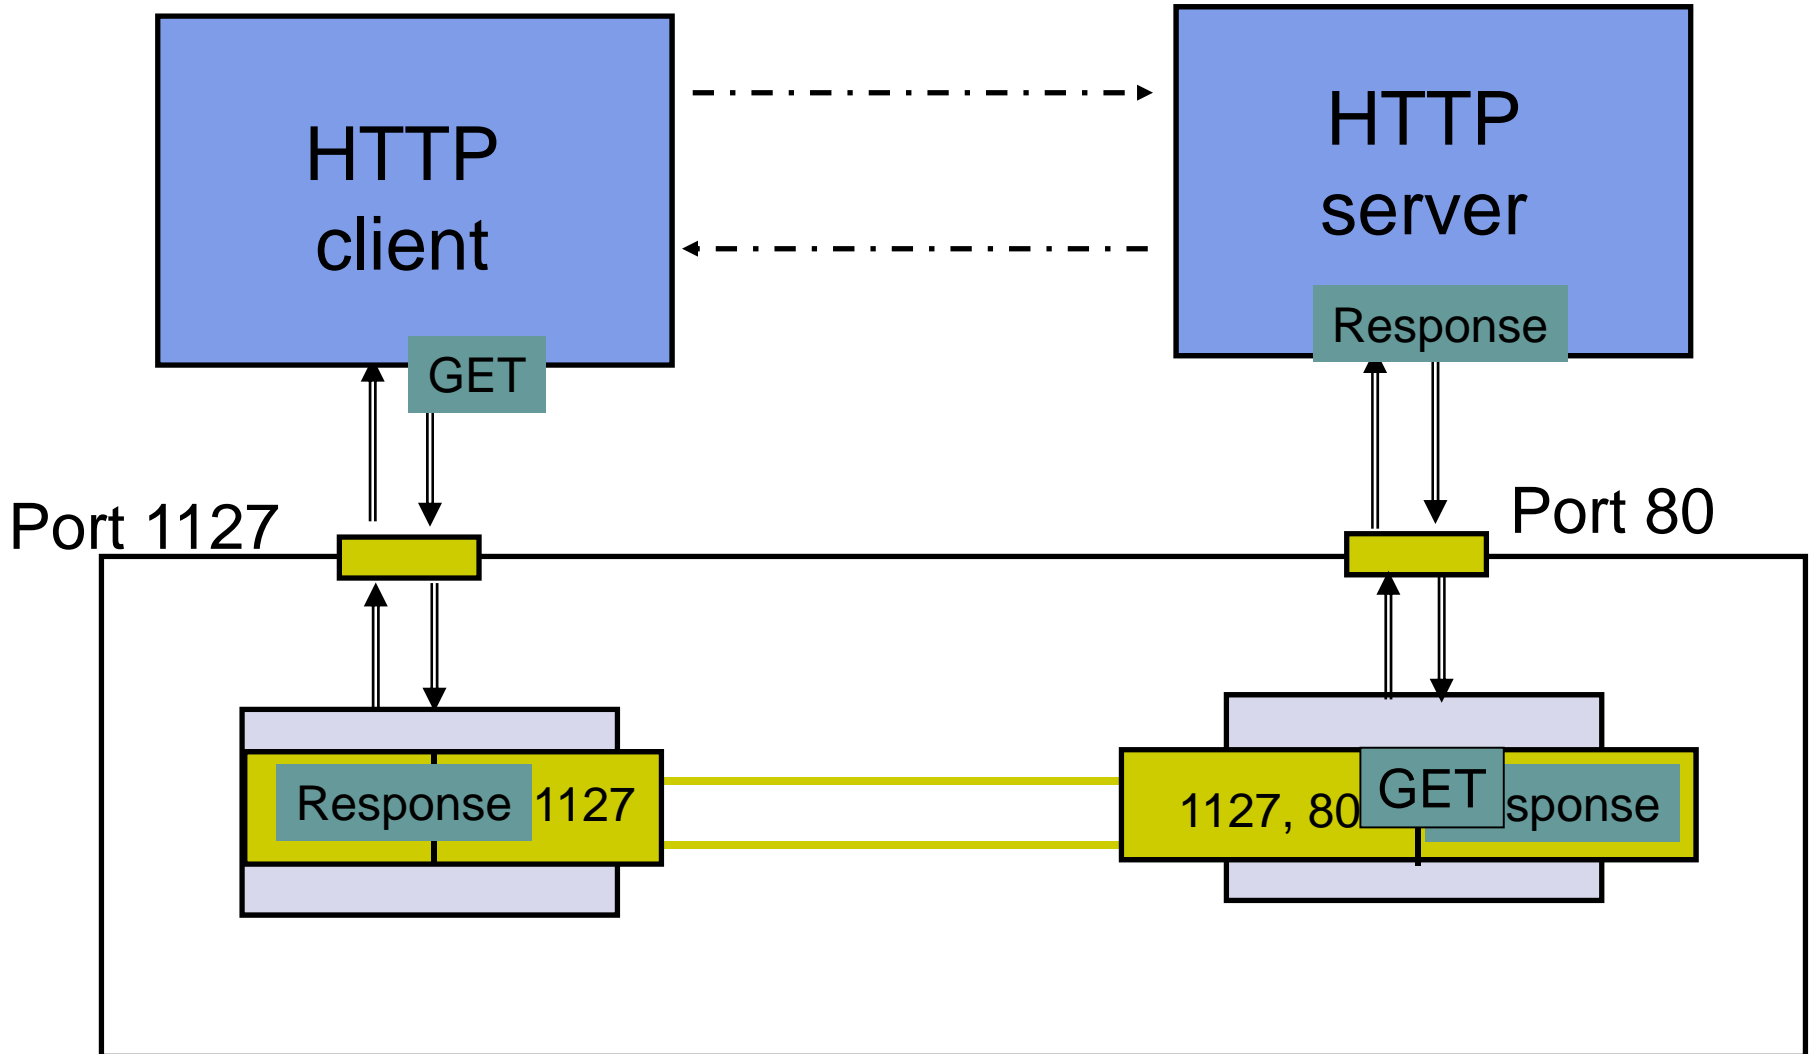 HTTP
client
HTTP
server
Response
GET
Port 1127
Port 80
Response 1127
1127, 80 GET sponse